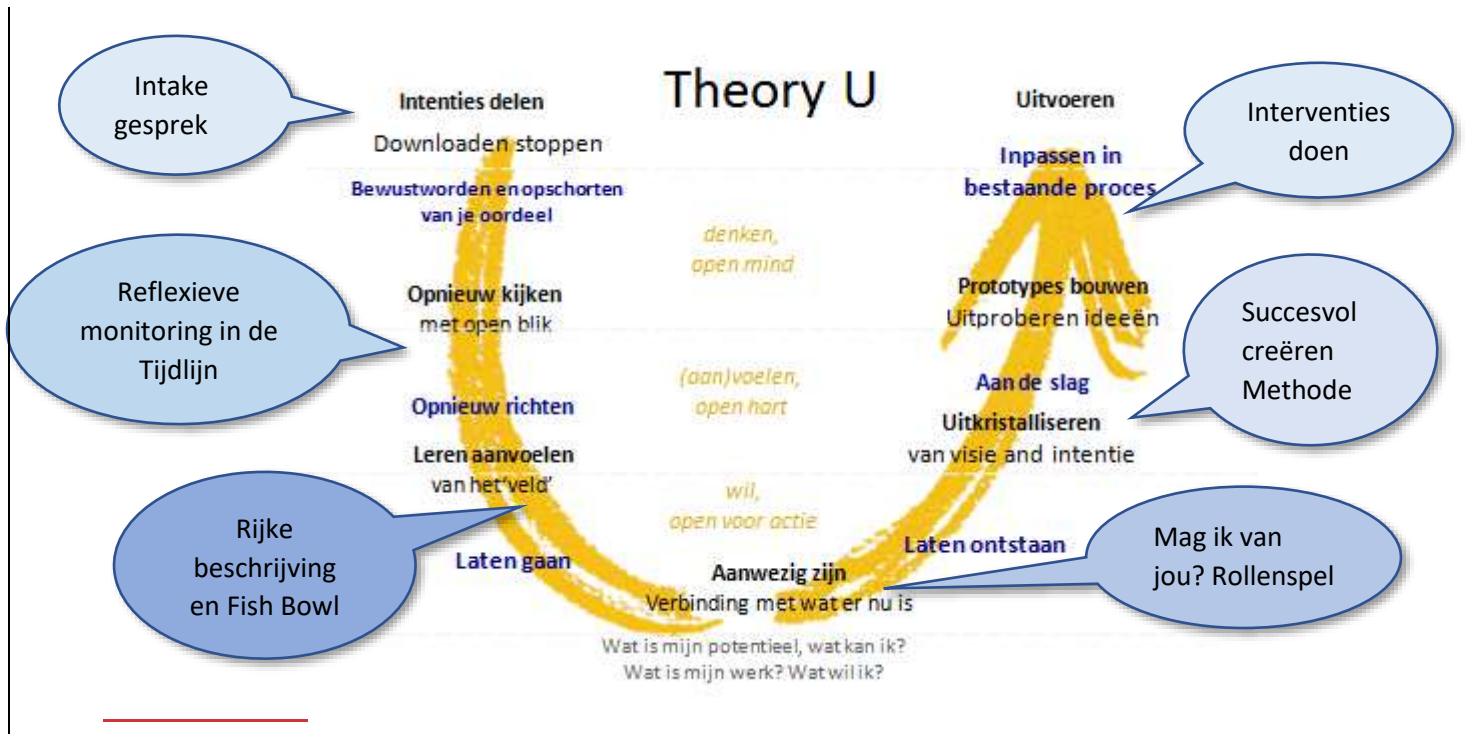 Theory U
Intake
gesprek
Intenties delen
Downloaden stoppen
Bewustworden en opschorten
van je oordeel
Reflexieve
monitoring in de
Tijdlijn
Opnieuw kijken
met open blik
Opnieuw richten
Leren aanvoelen
van het 'veld'
Rijke
beschrijving
en Fish Bowl
Laten gaan
denken,
open mind
(aan)voelen,
open hart
wil,
open voor actie
Aanwezig zijn
Verbinding met wat er nu is
Wat is mijn potentieel, wat kan ik?
Wat is mijn werk? Wat wil ik?
Uitvoeren
Inpassen in
bestaande proces
Interventies
doen
Prototypes bouwen
Uitproberen ideeën
Aan de slag
Uitkristalliseren
van visie and intentie
Succesvol
creëren
Methode
Laten ontstaan
Mag ik van
jou? Rollenspel